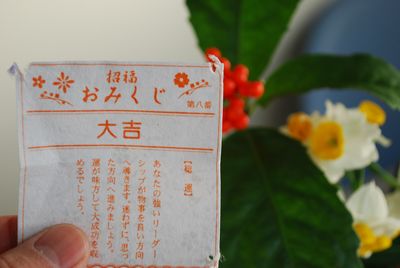 招福
おみくじ
第八番
大吉
【総運】
あなたの強いリーダー
シップが物事を良い方向
へ導きます。迷わずに思っ
た方向へ進みましょう。
運が味方して大成功を収
めるでしょう。